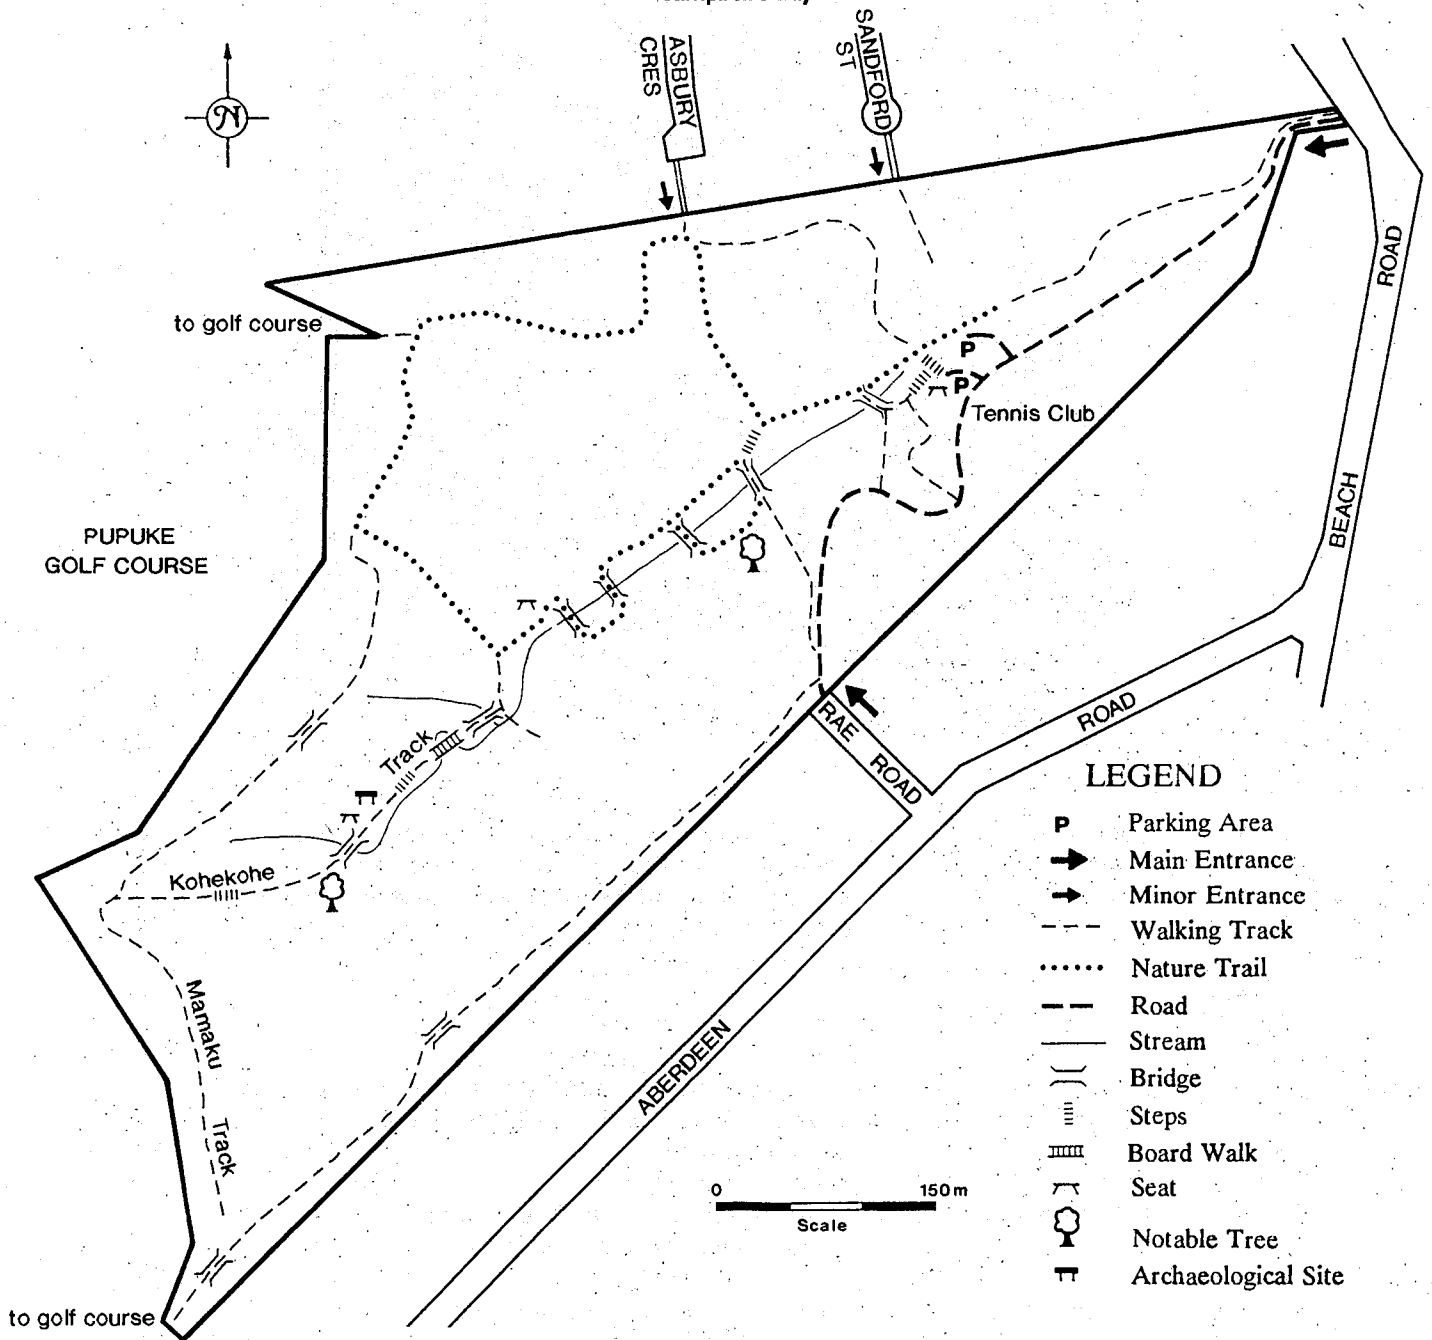 SANDFORD
ST
ASBURY
CRES
N
ROAD
to golf course
P
P
Tennis Club
BEACH
PUPUKE
GOLF COURSE
Track
RAE ROAD
ROAD
Kohekohe
LEGEND
P Parking Area
Main Entrance
Minor Entrance
Walking Track
Nature Trail
Road
Stream
Bridge
Steps
Board Walk
Seat
Notable Tree
Archaeological Site
Mamaku
Track
ABERDEEN
0 150m
Scale
to golf course